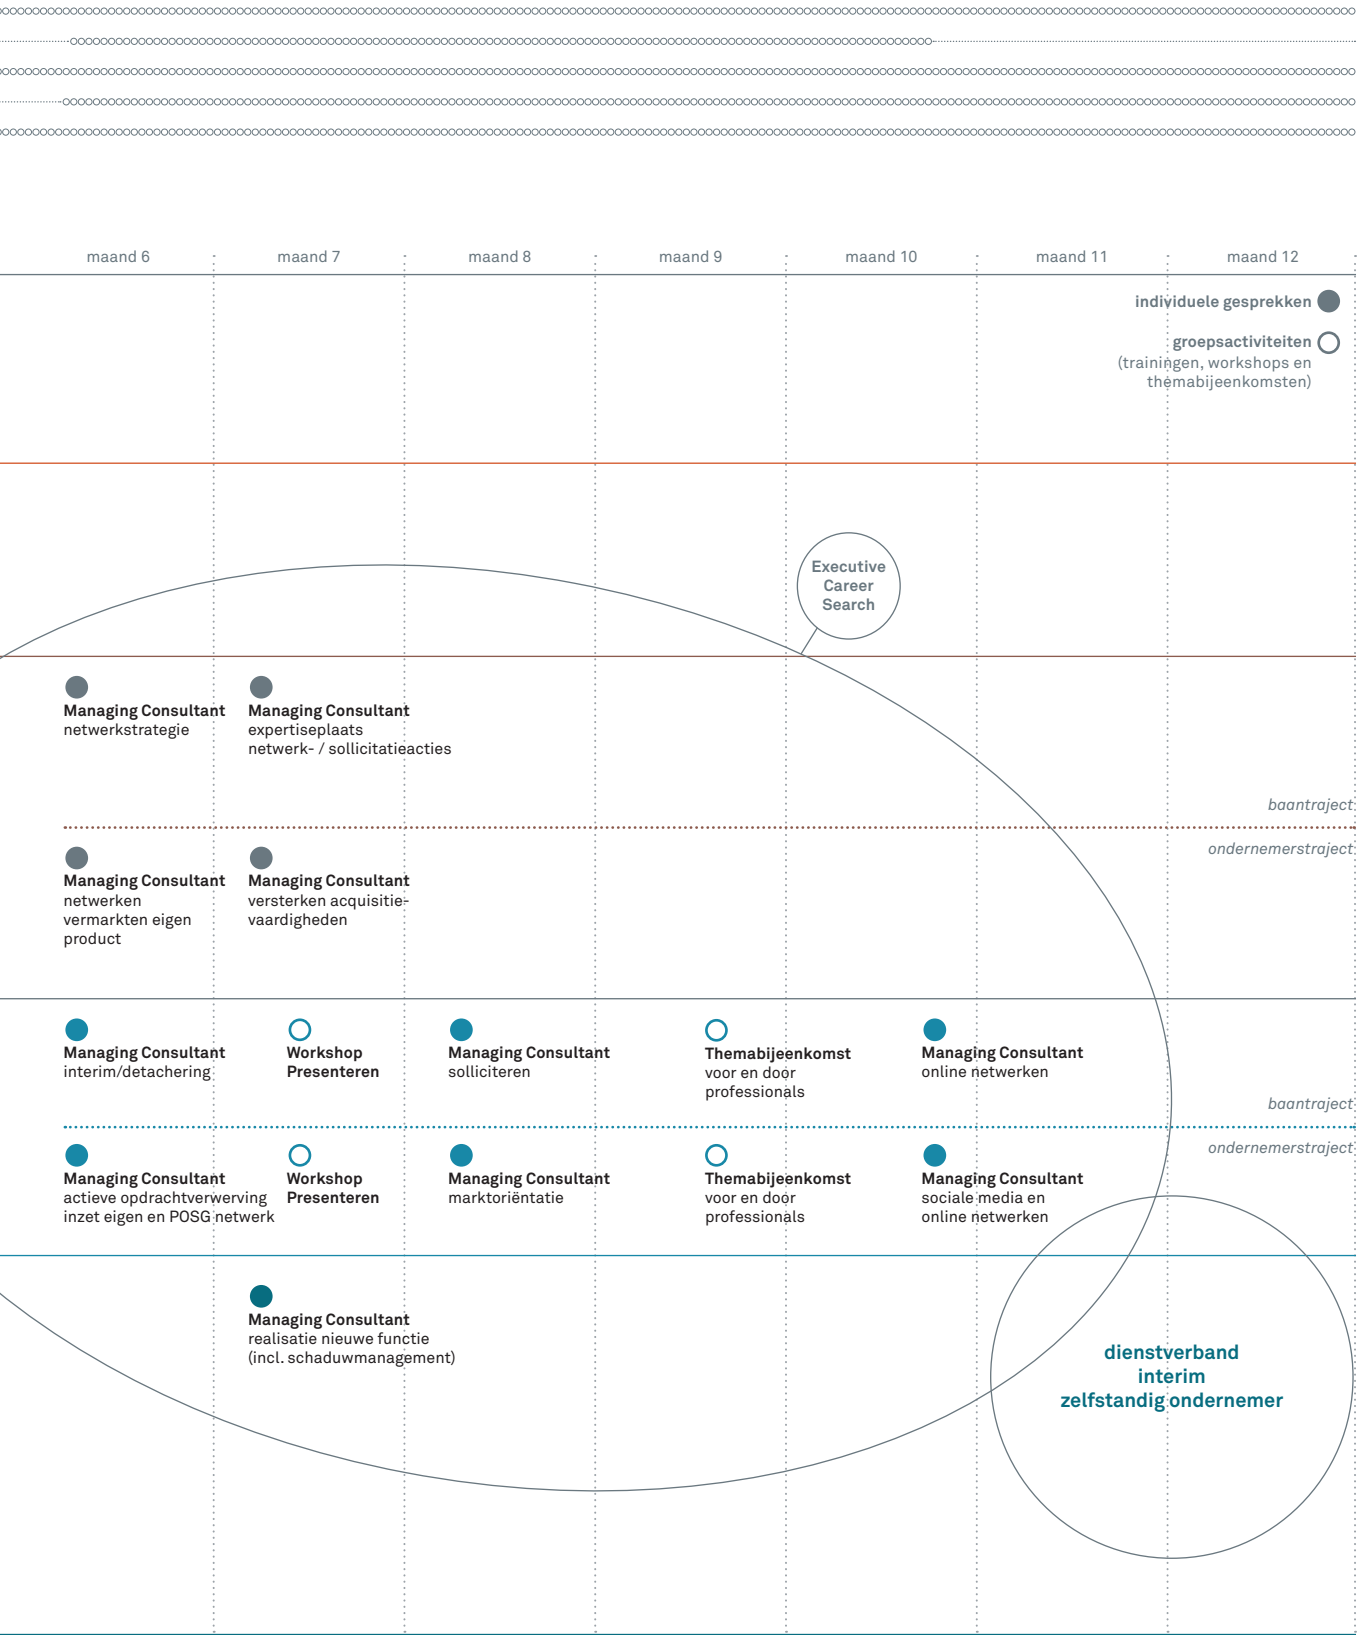 maand 6
maand 7
maand 8
maand 9
maand 10
maand 11
maand 12
individuele gesprekken
groepsactiviteiten
(trainingen, workshops en
themabijeenkomsten)
Executive
Career
Search
Managing Consultant
netwerkstrategie
Managing Consultant
expertiseplaats
netwerk- / sollicitatieacties
baantraject
ondernemerstraject
Managing Consultant
netwerken
vermarkten eigen
product
Managing Consultant
versterken acquisitie-
vaardigheden
Managing Consultant
interim/detachering
Workshop
Presenteren
Managing Consultant
solliciteren
Themabijeenkomst
voor en door
professionals
Managing Consultant
online netwerken
baantraject
ondernemerstraject
Managing Consultant
actieve opdrachtverwerving
inzet eigen en POSG netwerk
Workshop
Presenteren
Managing Consultant
marktoriëntatie
Themabijeenkomst
voor en door
professionals
Managing Consultant
sociale media en
online netwerken
Managing Consultant
realisatie nieuwe functie
(incl. schaduwmanagement)
dienstverband
interim
zelfstandig ondernemer